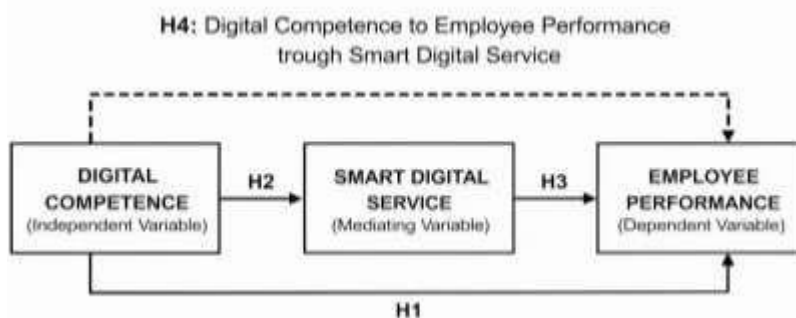 H4: Digital Competence to Employee Performance
trough Smart Digital Service
DIGITAL
COMPETENCE
(Independent Variable)
H2
SMART DIGITAL
SERVICE
(Mediating Variable)
H3
EMPLOYEE
PERFORMANCE
(Dependent Variable)
H1